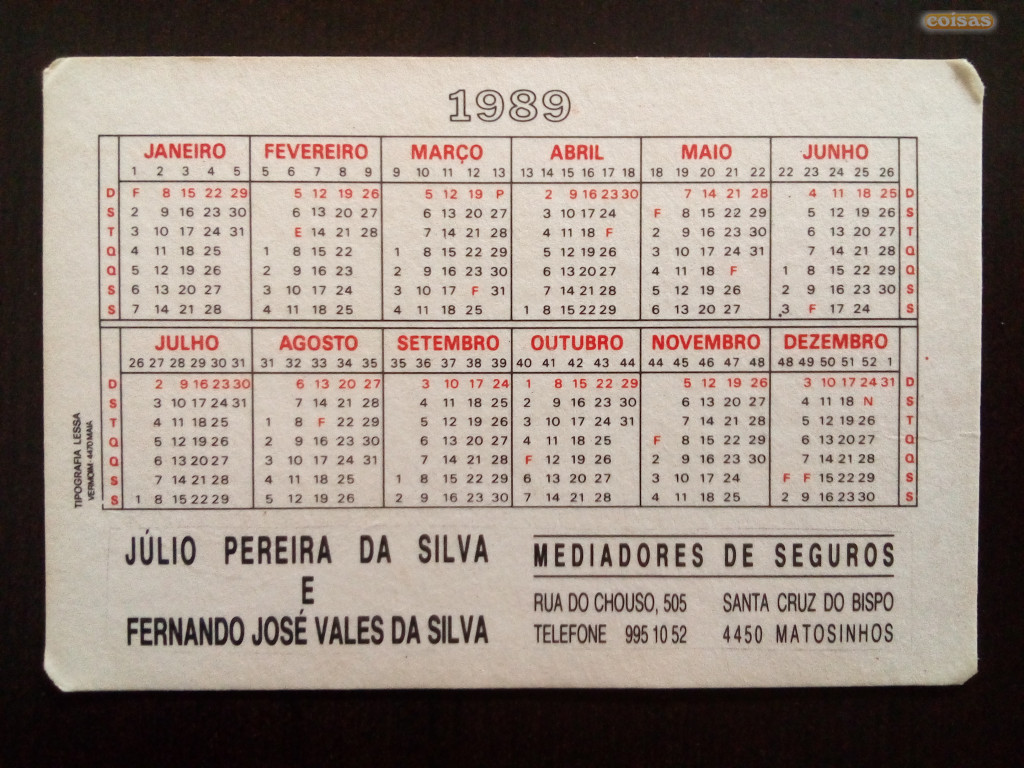 coisas
1989
JANEIRO FEVEREIRO MARÇO ABRIL MAIO JUNHO
1 2 3 4 5 5 6 7 8 9 9 10 11 12 13 13 14 15 16 17 18 18 19 20 21 22 22 23 24 25 26
D F 8 15 22 29 5 12 19 26 5 12 19 P 2 9 16 23 30 7 14 21 28 4 11 18 25 D
S 2 9 16 23 30 6 13 20 27 6 13 20 27 3 10 17 24 F 8 15 22 29 5 12 19 26 S
T 3 10 17 24 31 E 14 21 28 7 14 21 28 4 11 18 F 2 9 16 23 30 6 13 20 27 T
Q 4 11 18 25 1 8 15 22 1 8 15 22 29 5 12 19 26 3 10 17 24 31 7 14 21 28 Q
Q 5 12 19 26 2 9 16 23 2 9 16 23 30 6 13 20 27 4 11 18 F 1 8 15 22 29 Q
S 6 13 20 27 3 10 17 24 3 10 17 F 31 7 14 21 28 5 12 19 26 2 9 16 23 30 S
S 7 14 21 28 4 11 18 25 4 11 18 25 1 8 15 22 29 6 13 20 27 3 F 17 24 S
JULHO AGOSTO SETEMBRO OUTUBRO NOVEMBRO DEZEMBRO
26 27 28 29 30 31 31 32 33 34 35 35 36 37 38 39 40 41 42 43 44 44 45 46 47 48 48 49 50 51 52 1
D 2 9 16 23 30 6 13 20 27 3 10 17 24 1 8 15 22 29 5 12 19 26 3 10 17 24 31 D
S 3 10 17 24 31 7 14 21 28 4 11 18 25 2 9 16 23 30 6 13 20 27 4 11 18 N S
T 4 11 18 25 1 8 F 22 29 5 12 19 26 3 10 17 24 31 7 14 21 28 5 12 19 26 T
Q 5 12 19 26 2 9 16 23 30 6 13 20 27 4 11 18 25 F 8 15 22 29 6 13 20 27 Q
Q 6 13 20 27 3 10 17 24 31 7 14 21 28 F 12 19 26 2 9 16 23 30 7 14 21 28 Q
S 7 14 21 28 4 11 18 25 1 8 15 22 29 6 13 20 27 3 10 17 24 F F 15 22 29 S
S 1 8 15 22 29 5 12 19 26 2 9 16 23 30 7 14 21 28 4 11 18 25 2 9 16 23 30 S
TIPOGRAFIA LESSA
VERMOIM - 4470 MAIA
JÚLIO PEREIRA DA SILVA
E
FERNANDO JOSÉ VALES DA SILVA
MEDIADORES DE SEGUROS
RUA DO CHOUSO, 505 SANTA CRUZ DO BISPO
TELEFONE 995 10 52 4450 MATOSINHOS